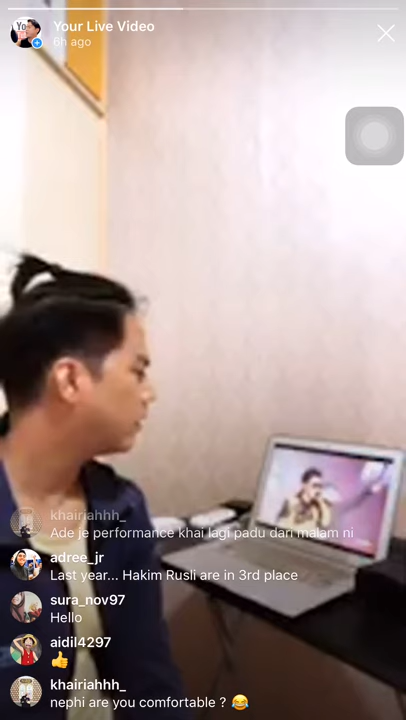 Yo
Your Live Video
6h ago
khairiahhh_
Ade je performance khai lagi padu dari malam ni
adree_jr
Last year... Hakim Rusli are in 3rd place
sura_nov97
Hello
aidil4297
👍
khairiahhh_
nephi are you comfortable ? 😂